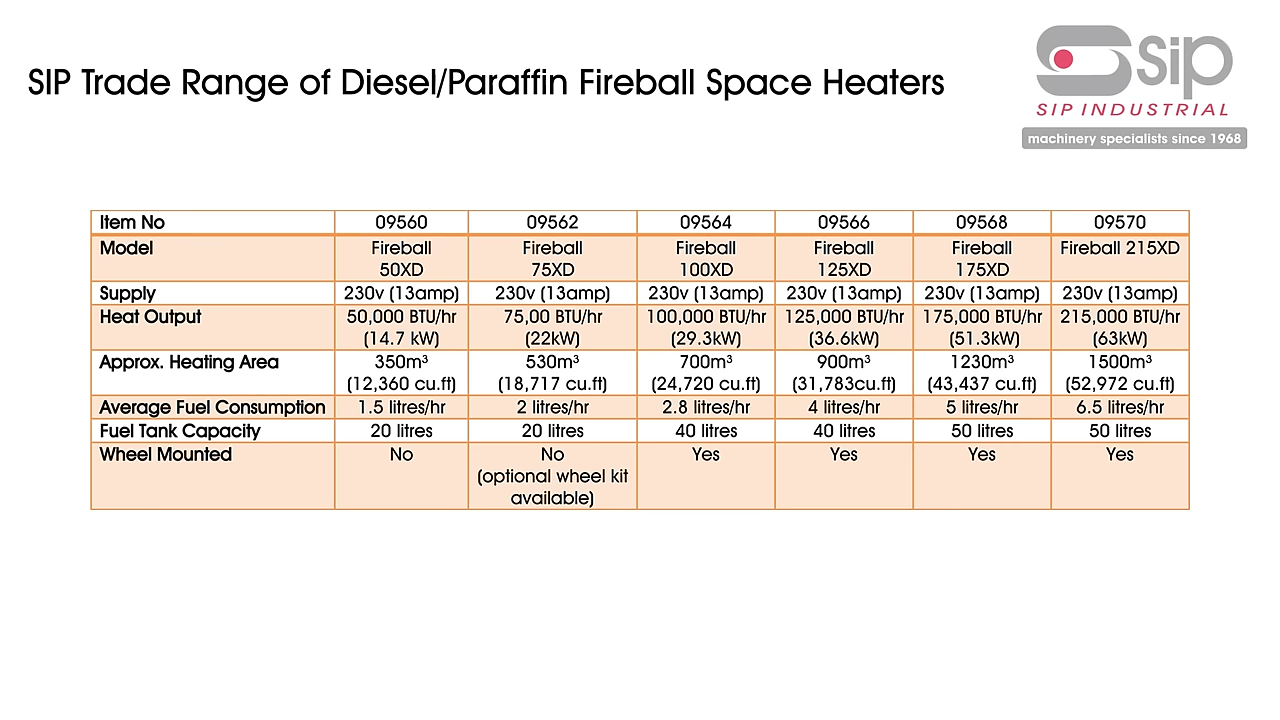 SIP Trade Range of Diesel/Paraffin Fireball Space Heaters
Sip
SIP INDUSTRIAL
machinery specialists since 1968
Item No 09560 09562 09564 09566 09568 09570
Model Fireball Fireball Fireball Fireball Fireball Fireball 215XD
50XD 75XD 100XD 125XD 175XD
Supply 230v (13amp) 230v (13amp) 230v (13amp) 230v (13amp) 230v (13amp) 230v (13amp)
Heat Output 50,000 BTU/hr 75,00 BTU/hr 100,000 BTU/hr 125,000 BTU/hr 175,000 BTU/hr 215,000 BTU/hr
(14.7 kW) (22kW) (29.3kW) (36.6kW) (51.3kW) (63kW)
Approx. Heating Area 350m³ 530m³ 700m³ 900m³ 1230m³ 1500m³
(12,360 cu.ft) (18,717 cu.ft) (24,720 cu.ft) (31,783cu.ft) (43,437 cu.ft) (52,972 cu.ft)
Average Fuel Consumption 1.5 litres/hr 2 litres/hr 2.8 litres/hr 4 litres/hr 5 litres/hr 6.5 litres/hr
Fuel Tank Capacity 20 litres 20 litres 40 litres 40 litres 50 litres 50 litres
Wheel Mounted No No Yes Yes Yes Yes
(optional wheel kit
available)